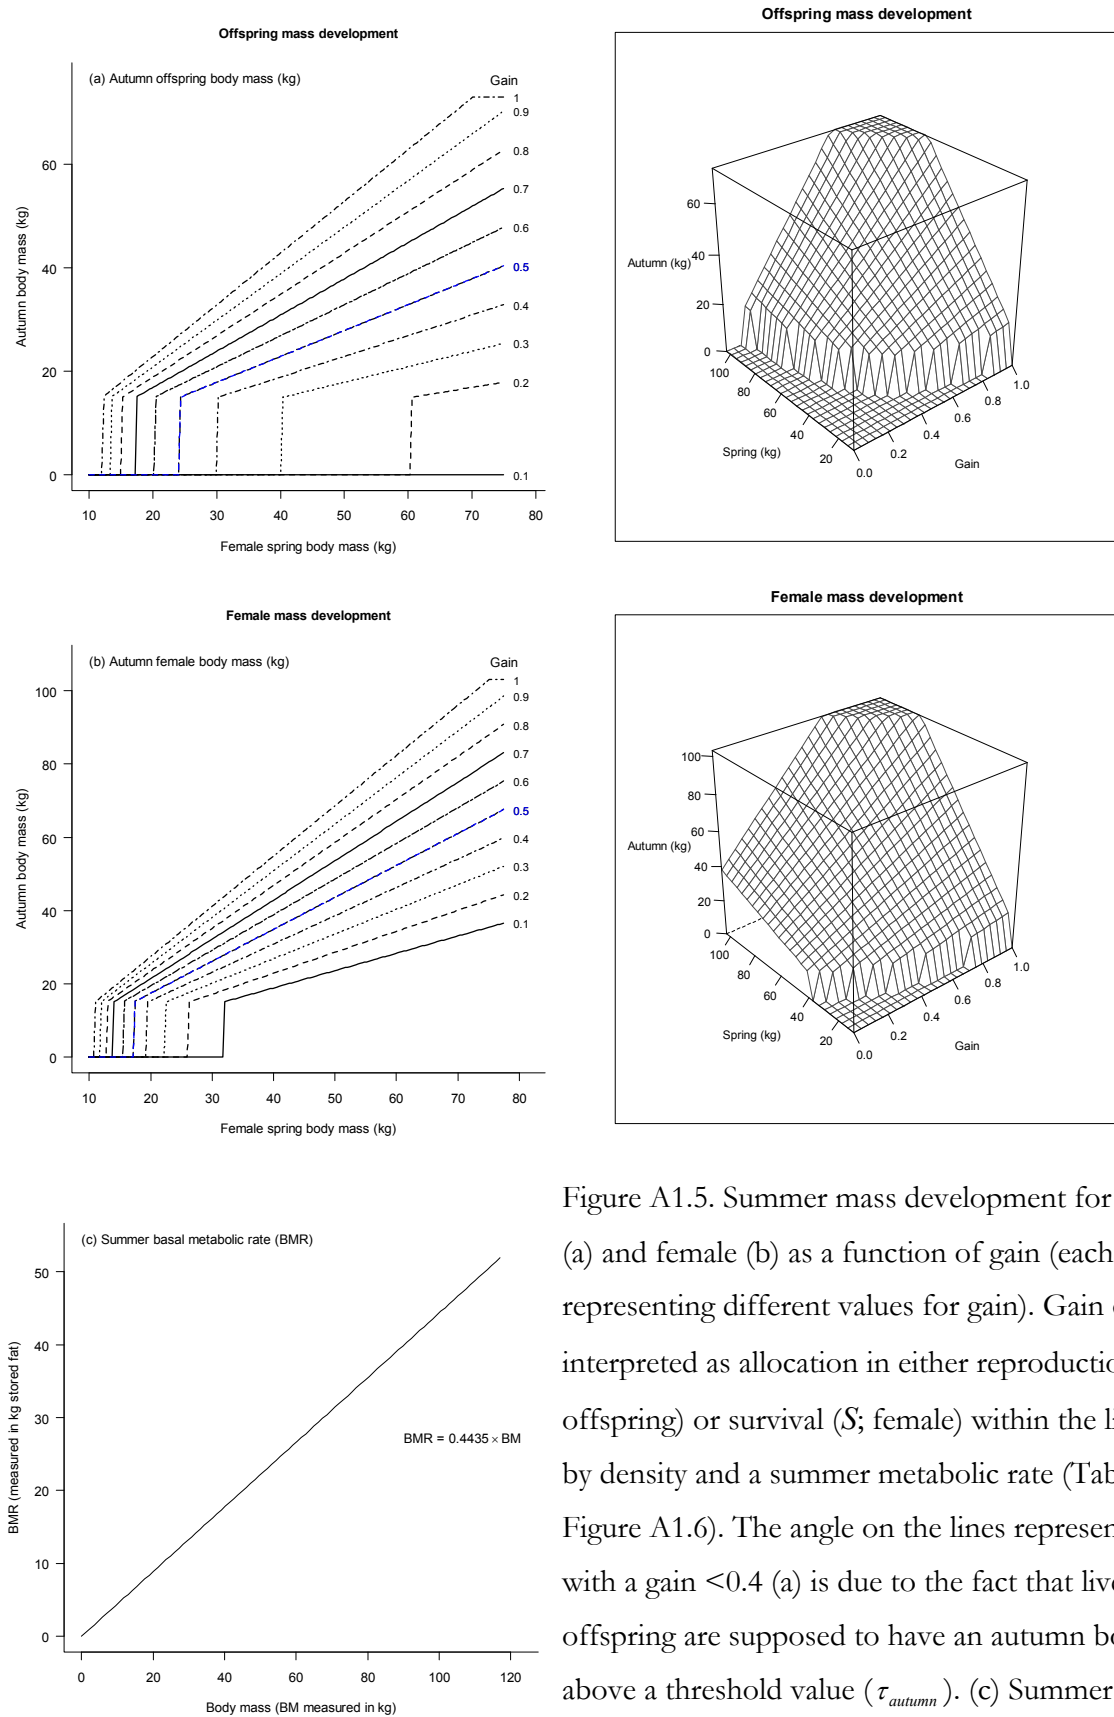 Offspring mass development
(a) Autumn offspring body mass (kg)
Gain
1
0.9
0.8
0.7
0.6
0.5
0.4
0.3
0.2
0.1
60
40
20
0
Autumn body mass (kg)
10 20 30 40 50 60 70 80
Female spring body mass (kg)
Offspring mass development
60
40
20
0
Autumn (kg)
100
80
60
40
20
Spring (kg)
0.0
0.2
0.4
0.6
0.8
1.0
Gain
Female mass development
(b) Autumn female body mass (kg)
Gain
1
0.9
0.8
0.7
0.6
0.5
0.4
0.3
0.2
0.1
100
80
60
40
20
0
Autumn body mass (kg)
10 20 30 40 50 60 70 80
Female spring body mass (kg)
Female mass development
100
80
60
40
20
0
Autumn (kg)
100
80
60
40
20
Spring (kg)
0.0
0.2
0.4
0.6
0.8
1.0
Gain
(c) Summer basal metabolic rate (BMR)
50
40
30
20
10
0
BMR (measured in kg stored fat)
BMR = 0.4435 × BM
0 20 40 60 80 100 120
Body mass (BM measured in kg)
Figure A1.5. Summer mass development for
(a) and female (b) as a function of gain (each
representing different values for gain). Gain
interpreted as allocation in either reproductio
offspring) or survival (S; female) within the li
by density and a summer metabolic rate (Tab
Figure A1.6). The angle on the lines represen
with a gain <0.4 (a) is due to the fact that live
offspring are supposed to have an autumn bo
above a threshold value (τautumn). (c) Summer